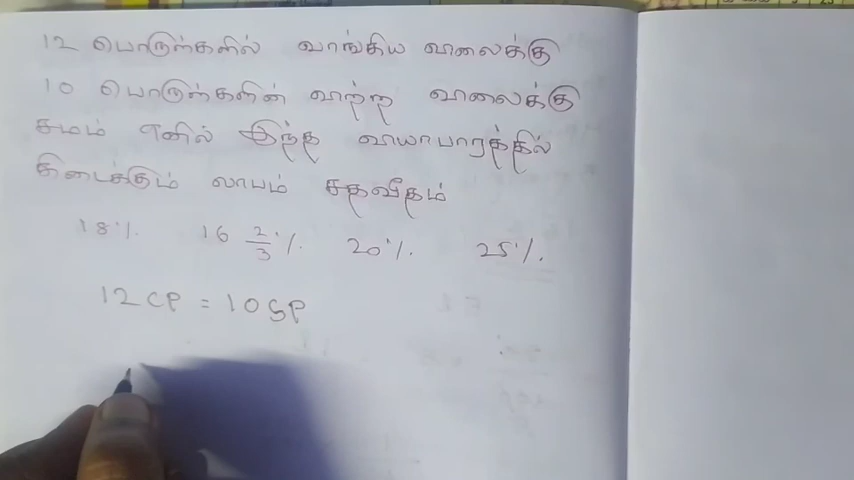 12 பொருள்களில் வாங்கிய விலைக்கு
10 பொருள்களின் விற்ற விலைக்கு
சமம் எனில் இந்த வியாபாரத்தில்
கிடைக்கும் லாபம் சதவீதம்
18% 16 2/3 % 20% 25%
12 CP = 10 SP